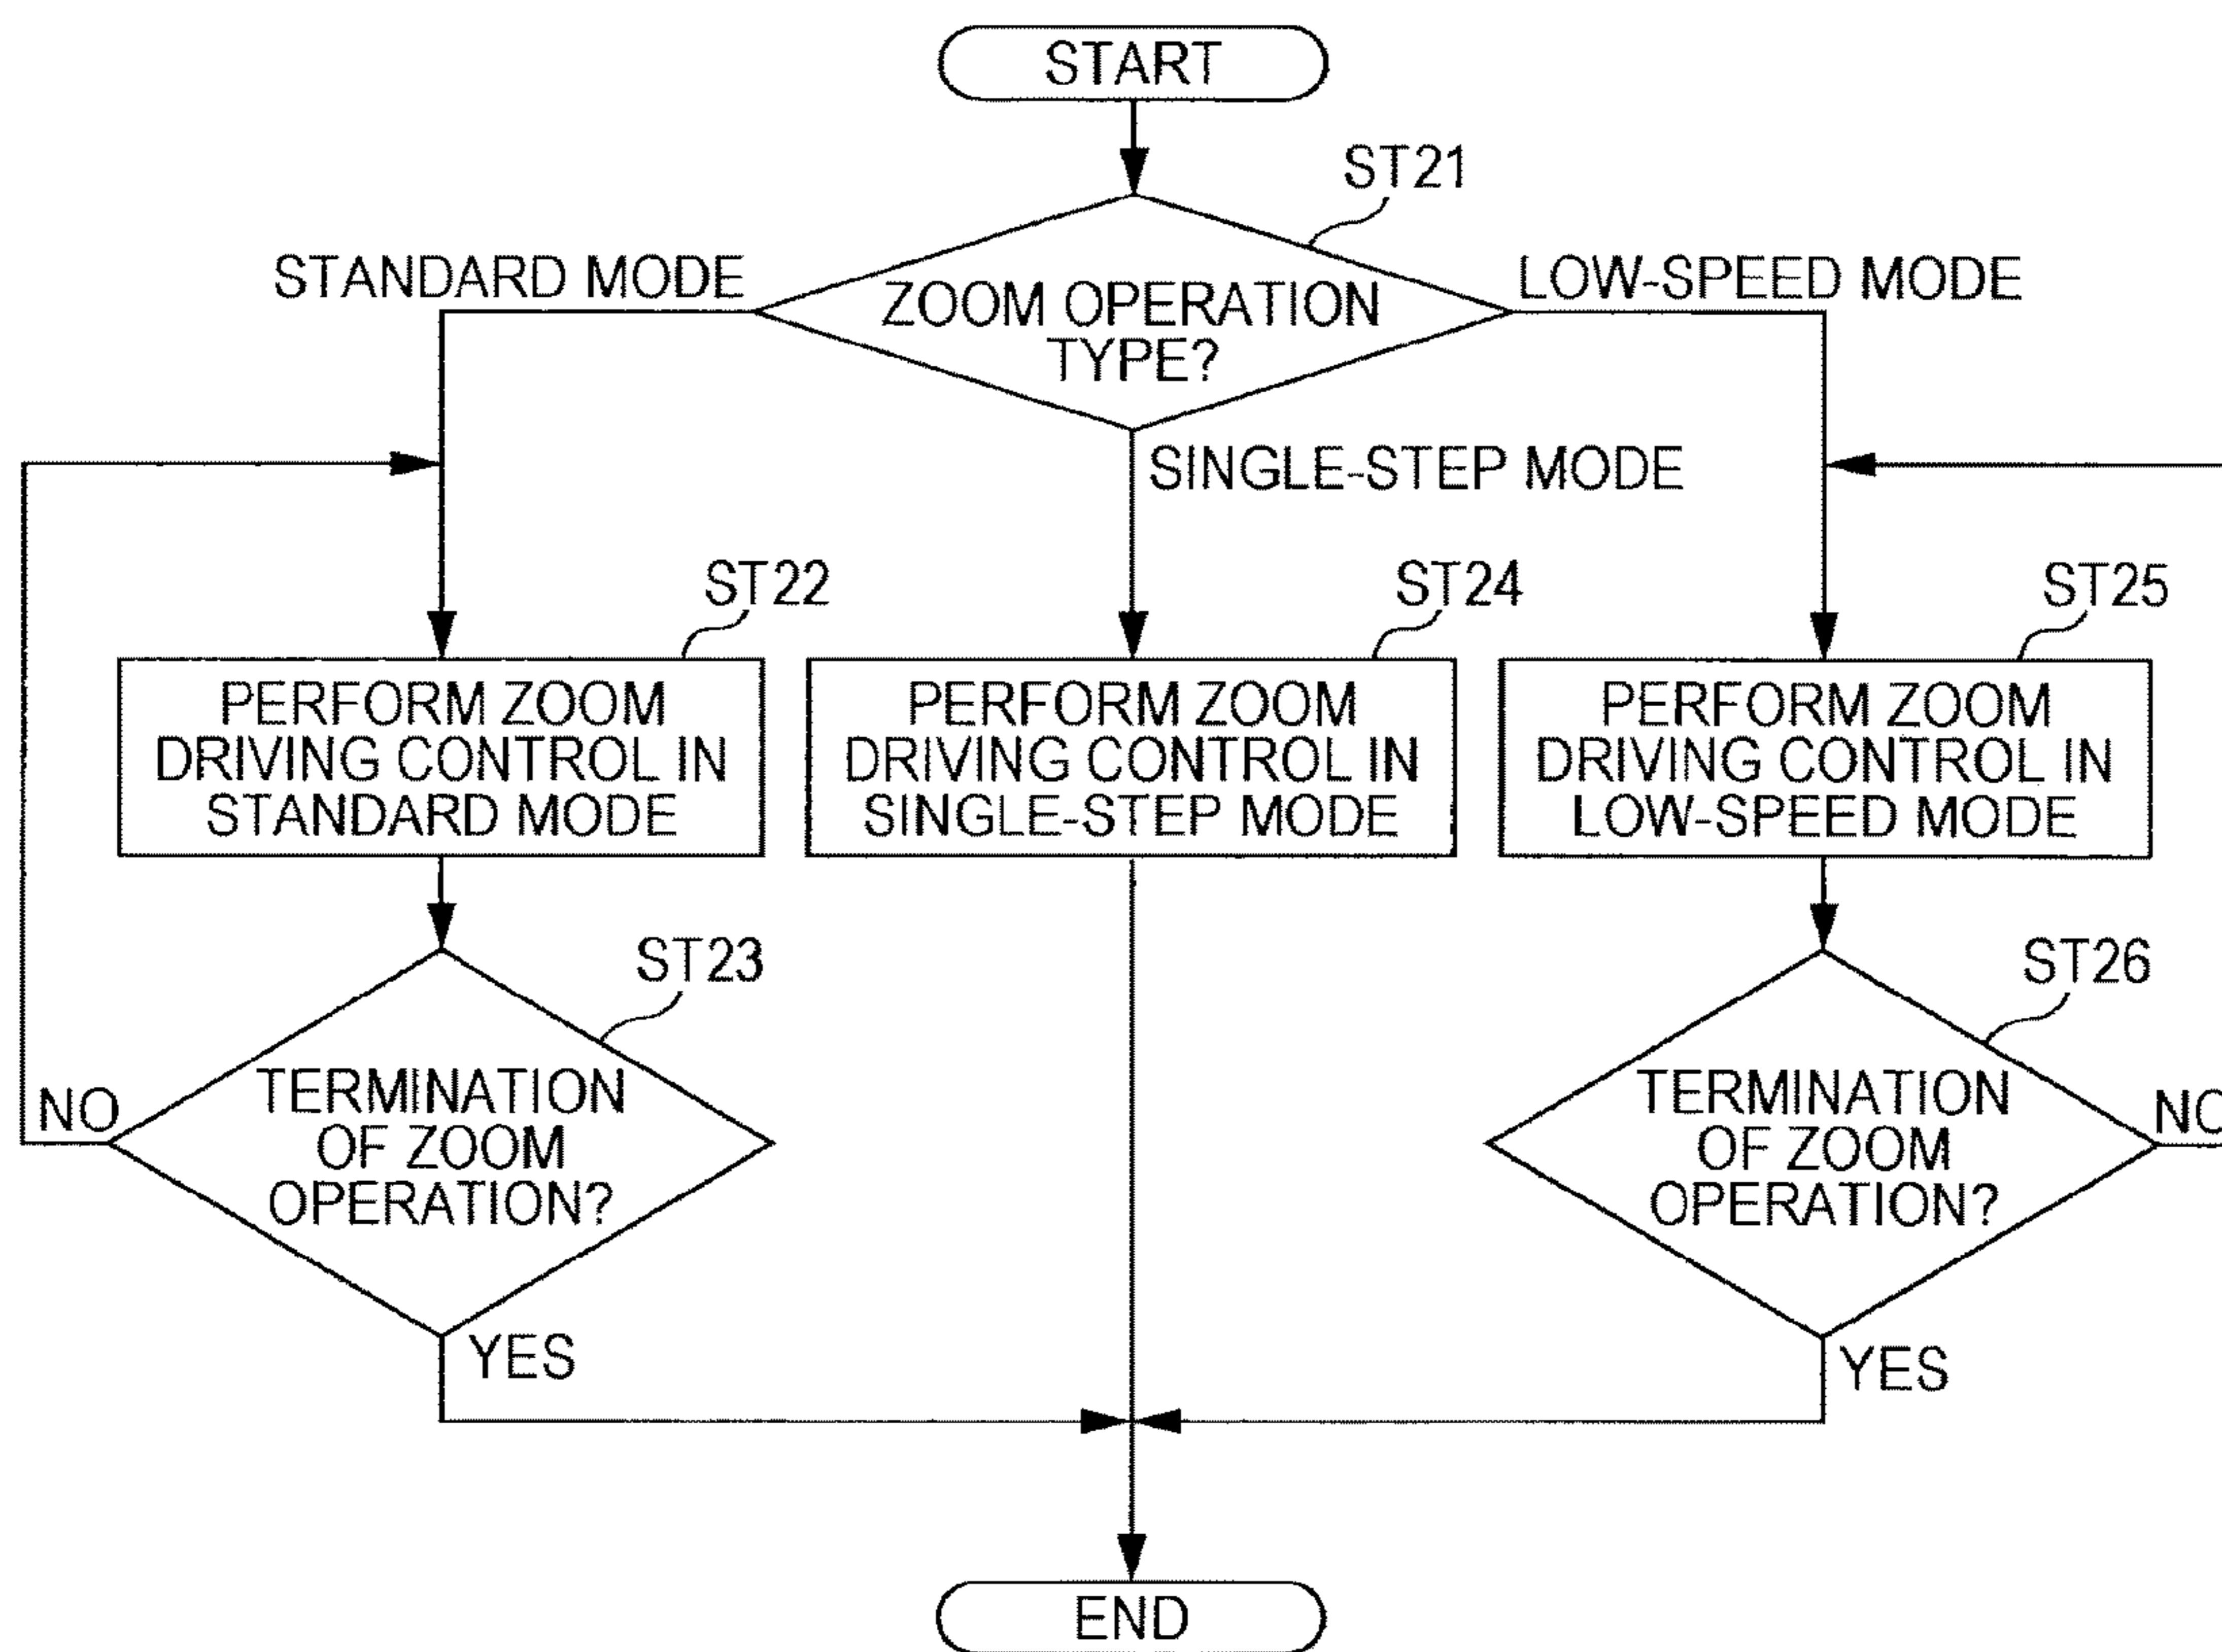 START
ST21
STANDARD MODE
ZOOM OPERATION
TYPE?
LOW-SPEED MODE
SINGLE-STEP MODE
ST22
PERFORM ZOOM
DRIVING CONTROL IN
STANDARD MODE
ST24
PERFORM ZOOM
DRIVING CONTROL IN
SINGLE-STEP MODE
ST25
PERFORM ZOOM
DRIVING CONTROL IN
LOW-SPEED MODE
ST23
TERMINATION
OF ZOOM
OPERATION?
NO
YES
ST26
TERMINATION
OF ZOOM
OPERATION?
NO
YES
END